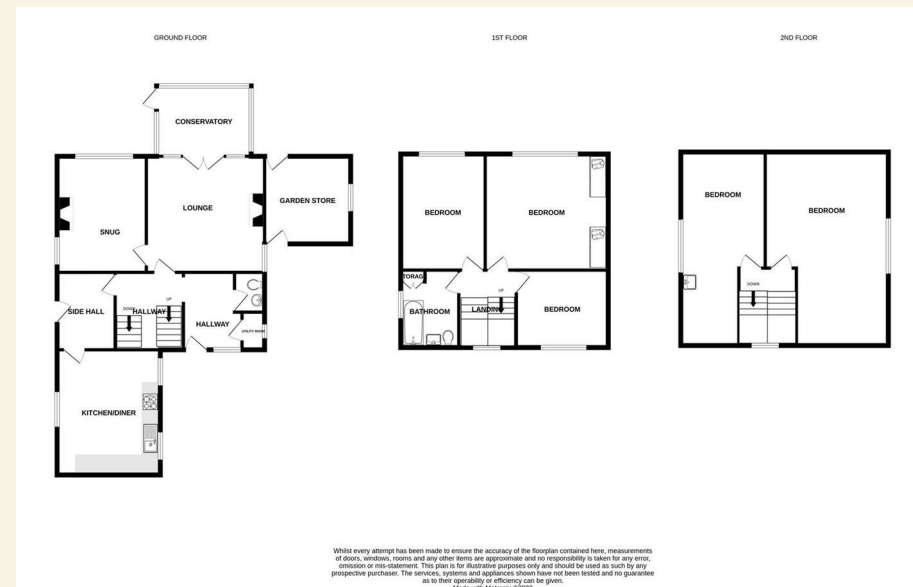 GROUND FLOOR
1ST FLOOR
2ND FLOOR
CONSERVATORY
LOUNGE
GARDEN STORE
SNUG
SIDE HALL
DOWN
UP
HALLWAY
HALLWAY
UTILITY ROOM
KITCHEN/DINER
BEDROOM
BEDROOM
TORAG
BATHROOM
UP
LANDING
BEDROOM
BEDROOM
BEDROOM
DOWN
Whilst every attempt has been made to ensure the accuracy of the floorplan contained here, measurements
of doors, windows, rooms and any other items are approximate and no responsibility is taken for any error,
omission or mis-statement. This plan is for illustrative purposes only and should be used as such by any
prospective purchaser. The services, systems and appliances shown have not been tested and no guarantee
as to their operability or efficiency can be given.